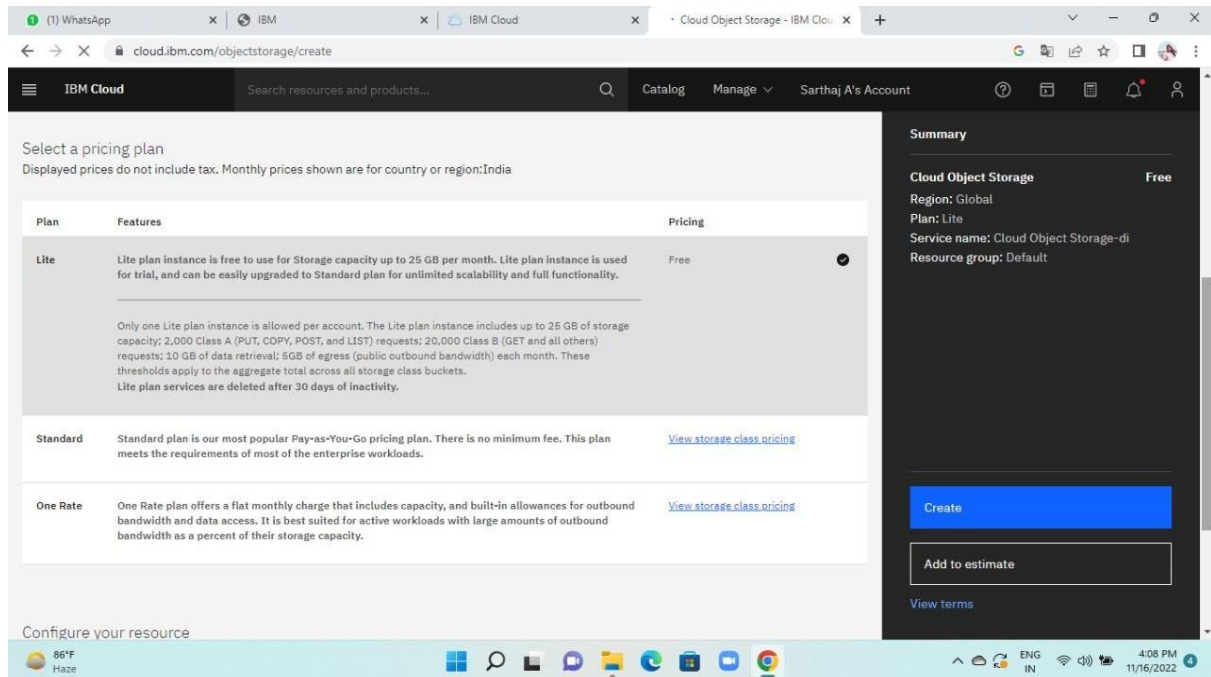 (1) WhatsApp
IBM
IBM Cloud
Cloud Object Storage - IBM Clou
cloud.ibm.com/objectstorage/create
IBM Cloud
Search resources and products...
Catalog
Manage
Sarthaj A's Account
Select a pricing plan
Displayed prices do not include tax. Monthly prices shown are for country or region:India
Plan Features Pricing
Lite
Lite plan instance is free to use for Storage capacity up to 25 GB per month. Lite plan instance is used
for trial, and can be easily upgraded to Standard plan for unlimited scalability and full functionality.
Free
Only one Lite plan instance is allowed per account. The Lite plan instance includes up to 25 GB of storage
capacity; 2,000 Class A (PUT, COPY, POST, and LIST) requests; 20,000 Class B (GET and all others)
requests; 10 GB of data retrieval; 5GB of egress (public outbound bandwidth) each month. These
thresholds apply to the aggregate total across all storage class buckets.
Lite plan services are deleted after 30 days of inactivity.
Standard
Standard plan is our most popular Pay-as-You-Go pricing plan. There is no minimum fee. This plan
meets the requirements of most of the enterprise workloads.
View storage class pricing
One Rate
One Rate plan offers a flat monthly charge that includes capacity, and built-in allowances for outbound
bandwidth and data access. It is best suited for active workloads with large amounts of outbound
bandwidth as a percent of their storage capacity.
View storage class pricing
Configure your resource
Summary
Cloud Object Storage Free
Region: Global
Plan: Lite
Service name: Cloud Object Storage-di
Resource group: Default
Create
Add to estimate
View terms
86°F
Haze
ENG
IN
4:08 PM
11/16/2022
4